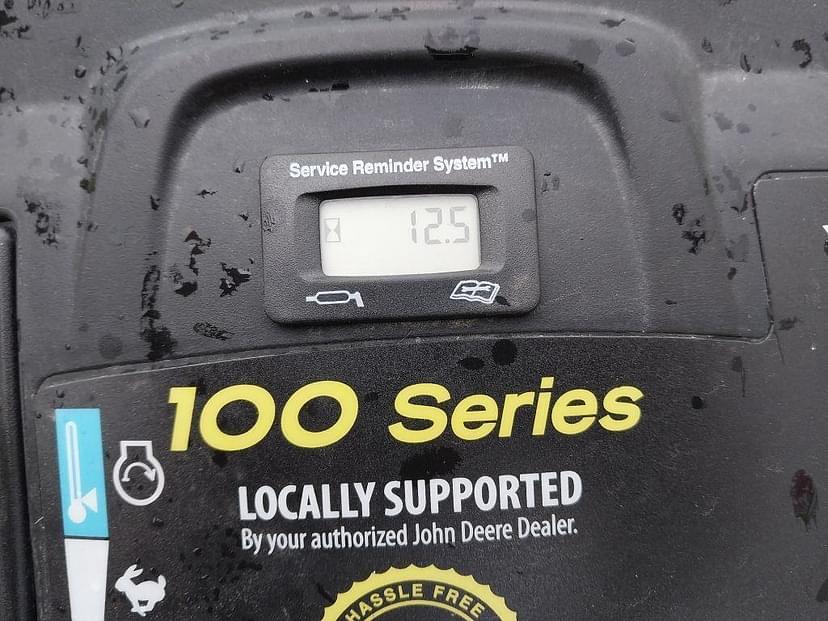 Service Reminder System™
12.5
100 Series
LOCALLY SUPPORTED
By your authorized John Deere Dealer.
HASSLE FREE